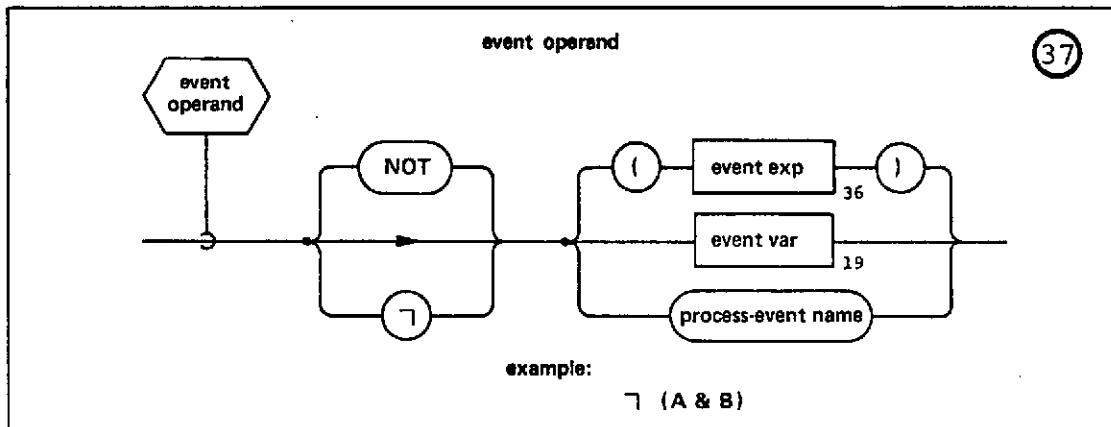 event operand
37
event
operand
NOT
( event exp )
36
event var
19
¬
process-event name
example:
¬ (A & B)